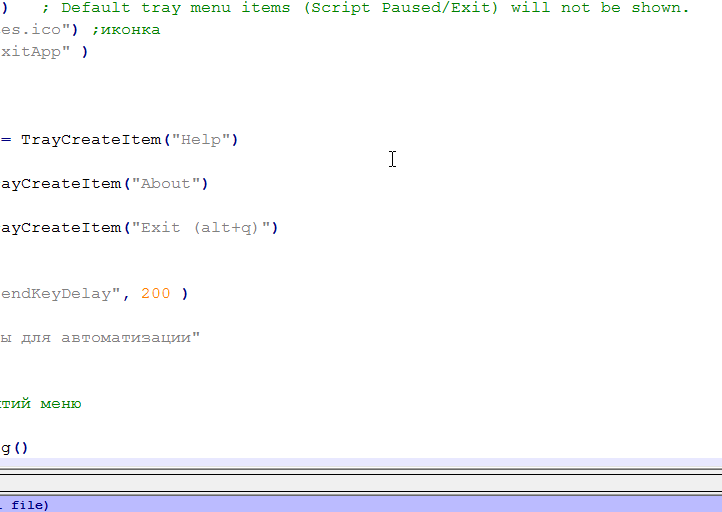 )   ; Default tray menu items (Script Paused/Exit) will not be shown.
es.ico") ;иконка
xitApp" )
= TrayCreateItem("Help")
ayCreateItem("About")
ayCreateItem("Exit (alt+q)")
endKeyDelay", 200 )
ы для автоматизации"
тий меню
g()
file)